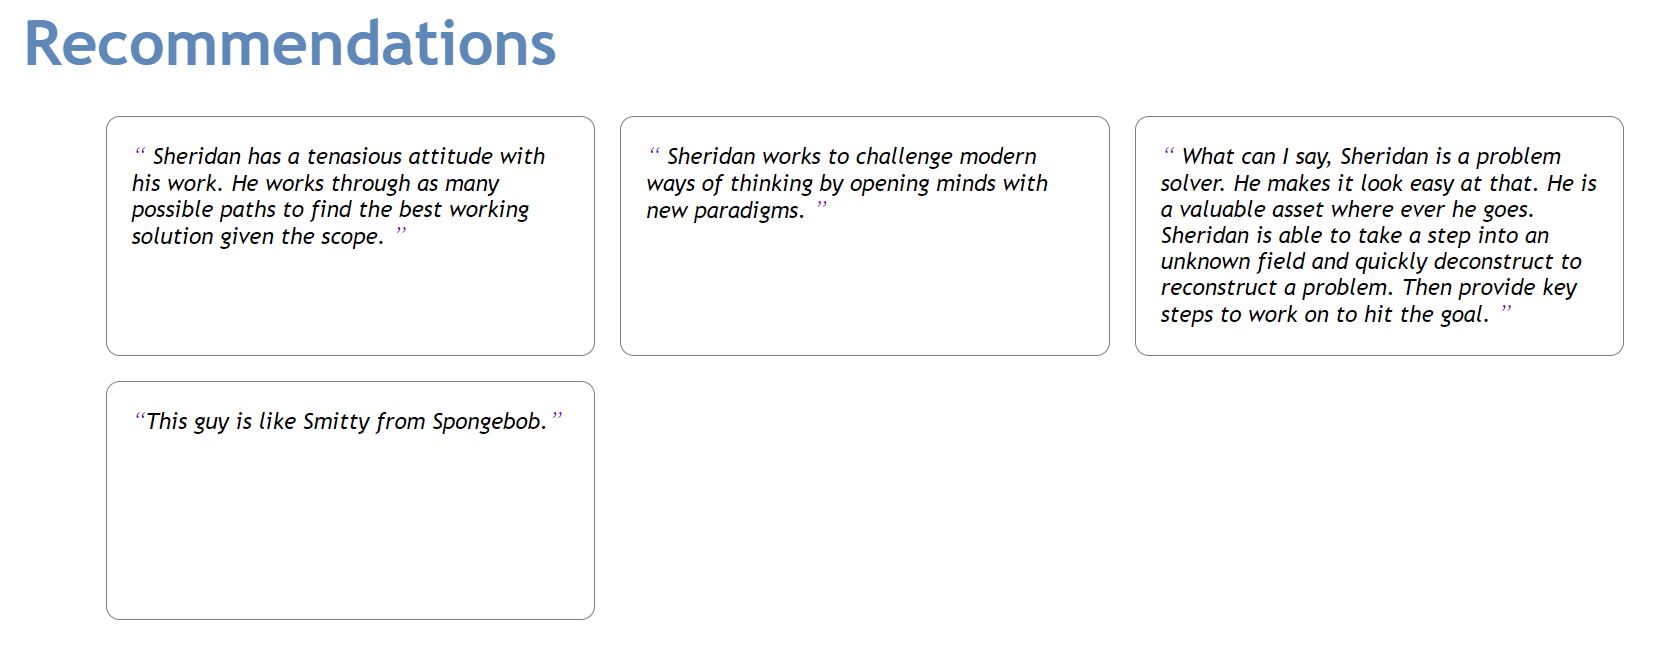 Recommendations
“ Sheridan has a tenasious attitude with
his work. He works through as many
possible paths to find the best working
solution given the scope. ”
“ Sheridan works to challenge modern
ways of thinking by opening minds with
new paradigms. ”
“ What can I say, Sheridan is a problem
solver. He makes it look easy at that. He is
a valuable asset where ever he goes.
Sheridan is able to take a step into an
unknown field and quickly deconstruct to
reconstruct a problem. Then provide key
steps to work on to hit the goal. ”
“This guy is like Smitty from Spongebob.”